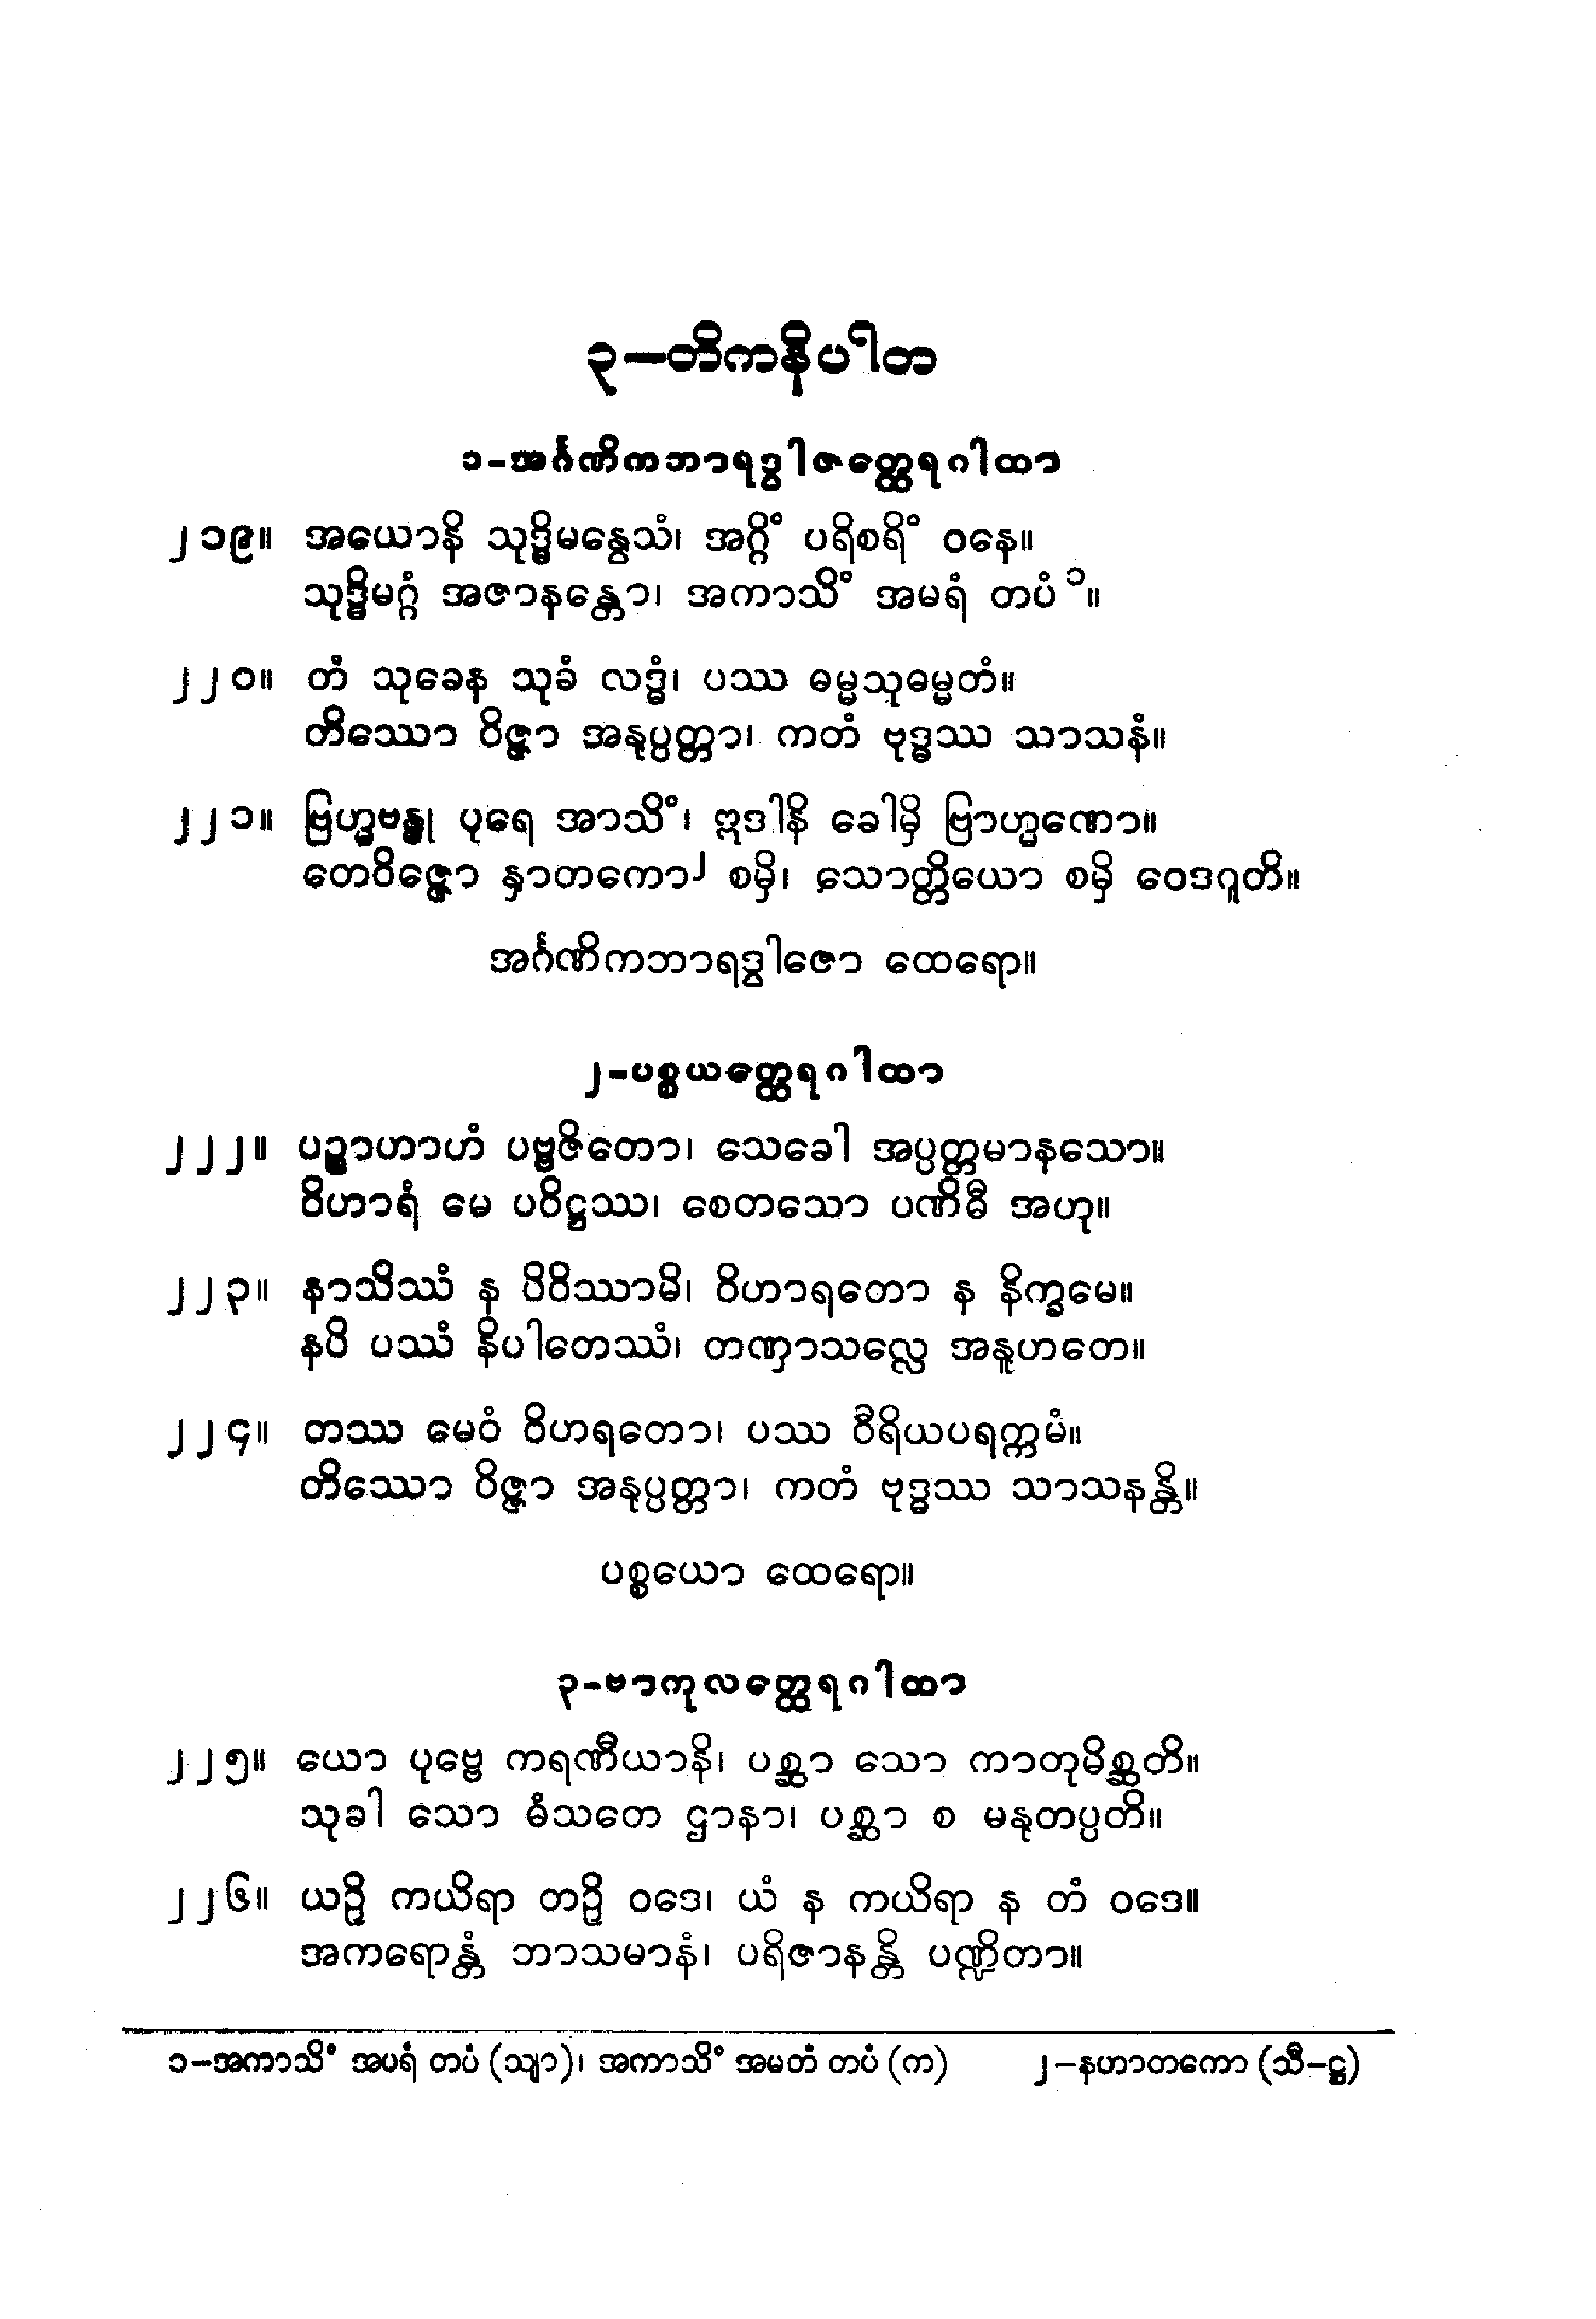 ၃–တိကနိပါတ
၁-အင်္ဂဏိကဘာရဒွါဇတ္ထေရဂါထာ
၂၁၉။ အယောနိ သုဒ္ဓိမနွေသံ၊ အဂ္ဂိံ ပရိစရိံ ဝနေ။
သုဒ္ဓိမဂ္ဂံ အဇာနန္တော၊ အကာသိံ အမရံ တပံ ၁။
၂၂၀။ တံ သုခေန သုခံ လဒ္ဓံ၊ ပဿ ဓမ္မသုဓမ္မတံ။
တိဿော ဝိဇ္ဇာ အနုပ္ပတ္တာ၊ ကတံ ဗုဒ္ဓဿ သာသနံ။
၂၂၁။ ဗြဟ္မဗန္ဓု ပုရေ အာသိံ၊ ဣဒါနိ ခေါမှိ ဗြာဟ္မဏော။
တေဝိဇ္ဇော နှာတကော၂ စမှိ၊ သောတ္တိယော စမှိ ဝေဒဂူတိ။
အင်္ဂဏိကဘာရဒွါဇော ထေရော။
၂-ပစ္စယတ္ထေရဂါထာ
၂၂၂။ ပဉ္စာဟာဟံ ပဗ္ဗဇိတော၊ သေခေါ အပ္ပတ္တမာနသော။
ဝိဟာရံ မေ ပဝိဋ္ဌဿ၊ စေတသော ပဏိဓီ အဟု။
၂၂၃။ နာသိဿံ န ပိဝိဿာမိ၊ ဝိဟာရတော န နိက္ခမေ။
နပိ ပဿံ နိပါတေဿံ၊ တဏှာသလ္လေ အနူဟတေ။
၂၂၄။ တဿ မေဝံ ဝိဟရတော၊ ပဿ ဝီရိယပရက္ကမံ။
တိဿော ဝိဇ္ဇာ အနုပ္ပတ္တာ၊ ကတံ ဗုဒ္ဓဿ သာသနန္တိ။
ပစ္စယော ထေရော။
၃-ဗာကုလတ္ထေရဂါထာ
၂၂၅။ ယော ပုဗ္ဗေ ကရဏီယာနိ၊ ပစ္ဆာ သော ကာတုမိစ္ဆတိ။
သုခါ သော ဓံသတေ ဌာနာ၊ ပစ္ဆာ စ မနုတပ္ပတိ။
၂၂၆။ ယဉှိ ကယိရာ တဉှိ ဝဒေ၊ ယံ န ကယိရာ န တံ ဝဒေ။
အကရောန္တံ ဘာသမာနံ၊ ပရိဇာနန္တိ ပဏ္ဍိတာ။
၁–အကာသိံ အပရံ တပံ (သျာ)၊ အကာသိံ အမတံ တပံ (က) ၂–နဟာတကော (သီ–ဋ္ဌ)